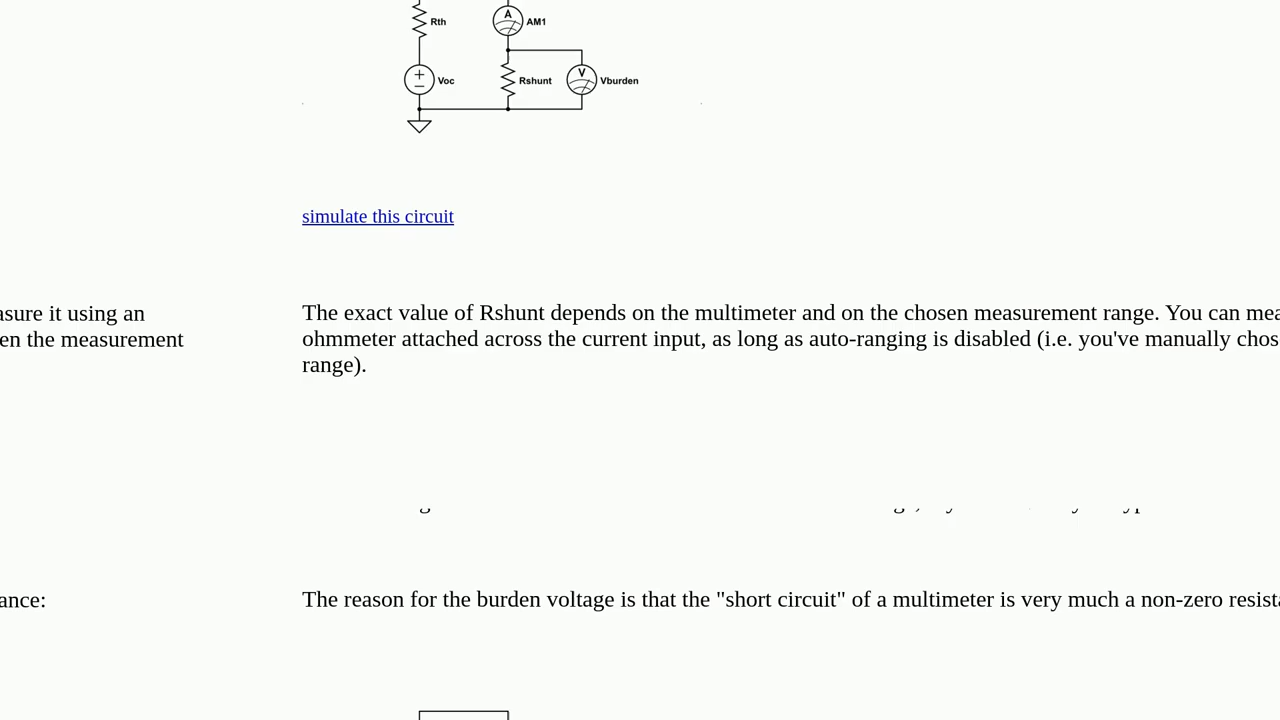 Rth
A
AM1
Voc
Rshunt
V
Vburden
simulate this circuit
asure it using an
en the measurement
The exact value of Rshunt depends on the multimeter and on the chosen measurement range. You can mea
ohmmeter attached across the current input, as long as auto-ranging is disabled (i.e. you've manually chos
range).
ance:
The reason for the burden voltage is that the "short circuit" of a multimeter is very much a non-zero resista